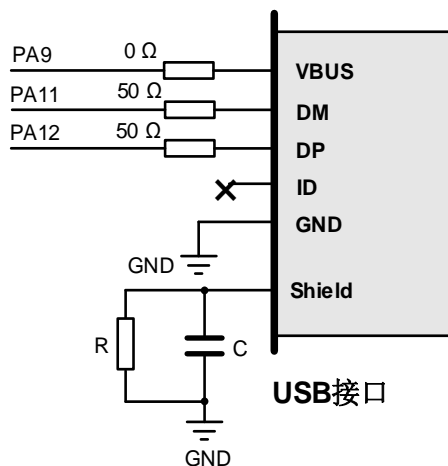 PA9 0 Ω VBUS
PA11 50 Ω DM
PA12 50 Ω DP
ID
GND
GND
Shield
R
C
USB接口
GND